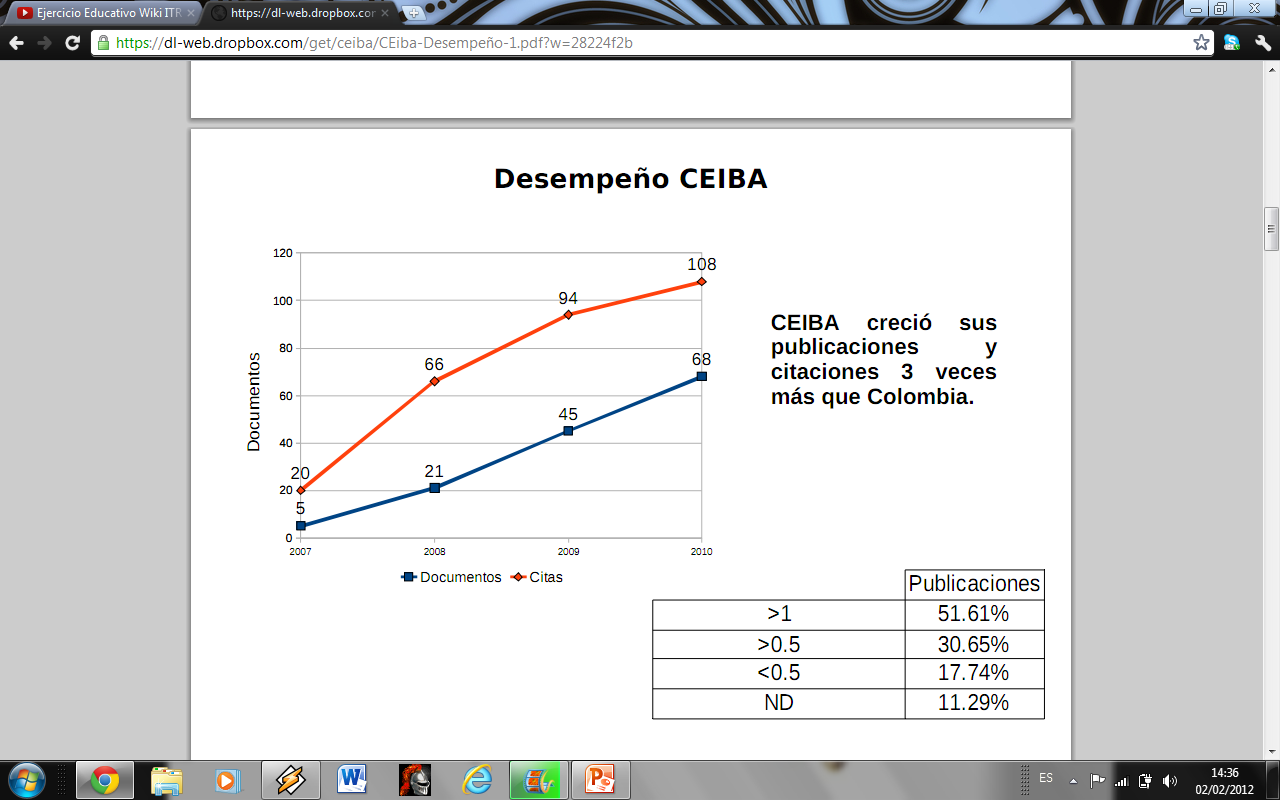 Ejercicio Educativo Wiki ITR
https://dl-web.dropbox.cor
https://dl-web.dropbox.com/get/ceiba/CEiba-Desempeño-1.pdf?w=28224f2b
Desempeño CEIBA
120
100
80
60
40
20
0
Documentos
20
66
94
108
5
21
45
68
2007 2008 2009 2010
Documentos Citas
CEIBA creció sus
publicaciones y
citaciones 3 veces
más que Colombia.
Publicaciones
>1 51.61%
>0.5 30.65%
<0.5 17.74%
ND 11.29%
ES
14:36
02/02/2012